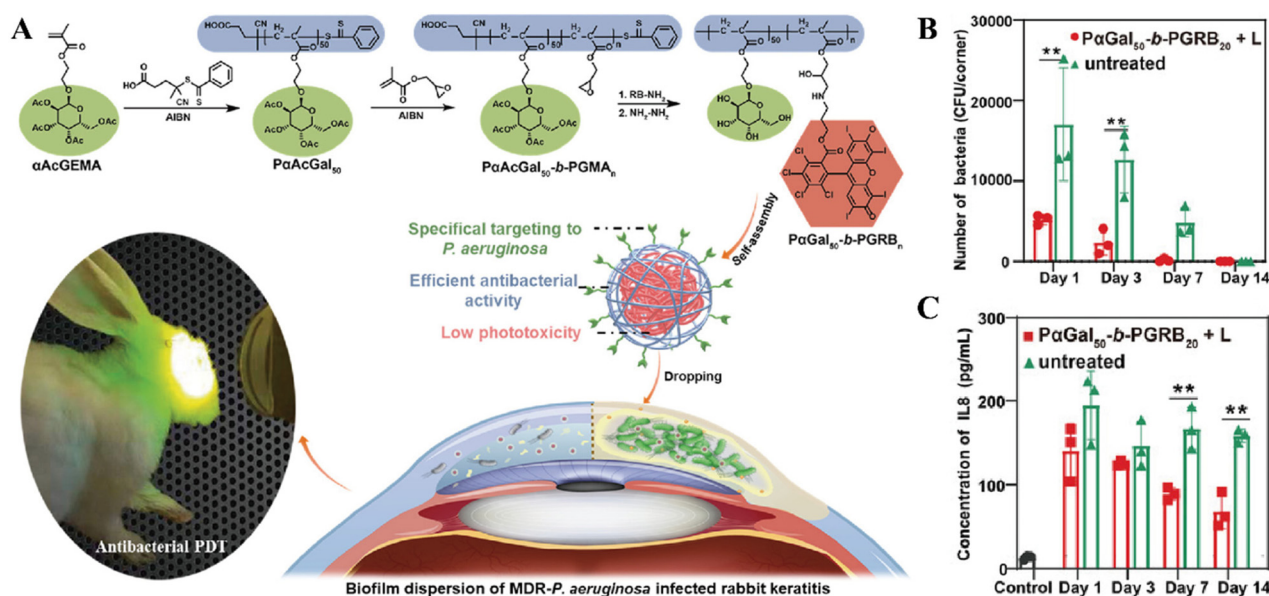 A
HOOC
CN
H₂C
50
S
S
AIBN
αAcGEMA
PαAcGal₅₀
PαAcGal₅₀-b-PGMAₙ
1. RB-NH₂
2. NH₂-NH₂
PαGal₅₀-b-PGRBₙ
Self-assembly
Specifical targeting to
P. aeruginosa
Efficient antibacterial
activity
Low phototoxicity
Dropping
Antibacterial PDT
Biofilm dispersion of MDR-P. aeruginosa infected rabbit keratitis
B
Number of bacteria (CFU/corner)
30000
20000
10000
0
PαGal₅₀-b-PGRB₂₀ + L
untreated
**
**
Day 1 Day 3 Day 7 Day 14
C
Concentration of IL8 (pg/mL)
300
200
100
0
PαGal₅₀-b-PGRB₂₀ + L
untreated
**
**
Control Day 1 Day 3 Day 7 Day 14